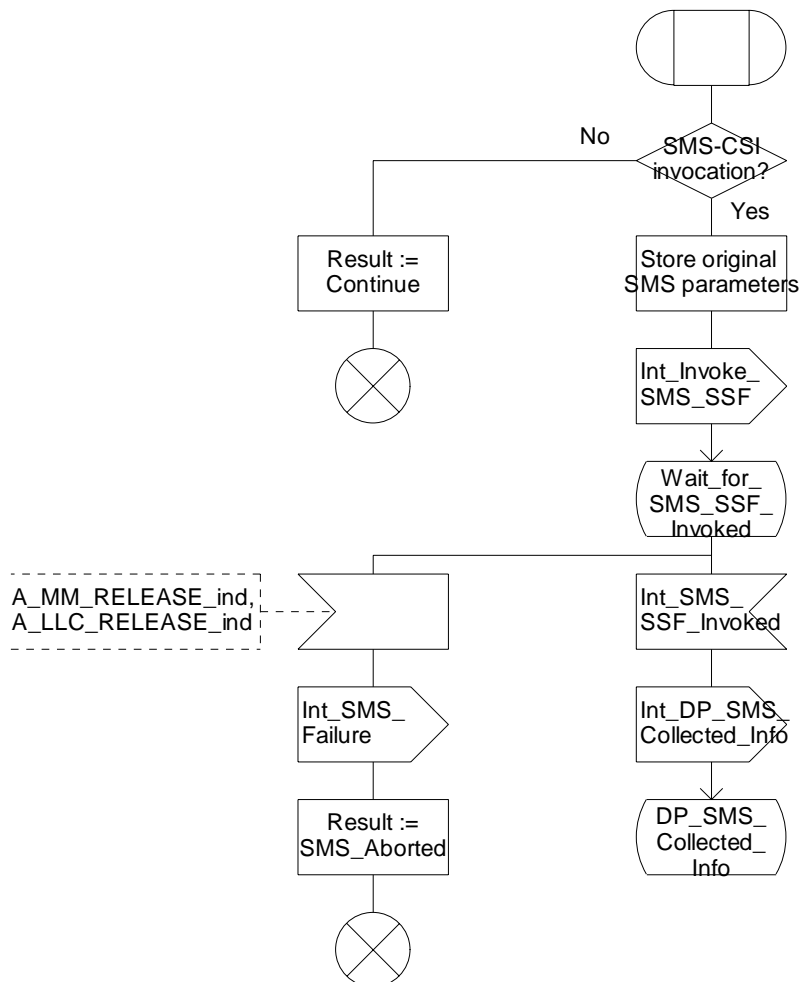 No
SMS-CSI
invocation?
Yes
Result :=
Continue
Store original
SMS parameters
Int_Invoke_
SMS_SSF
Wait_for_
SMS_SSF_
Invoked
A_MM_RELEASE_ind,
A_LLC_RELEASE_ind
Int_SMS_
SSF_Invoked
Int_SMS_
Failure
Int_DP_SMS_
Collected_Info
Result :=
SMS_Aborted
DP_SMS_
Collected_
Info